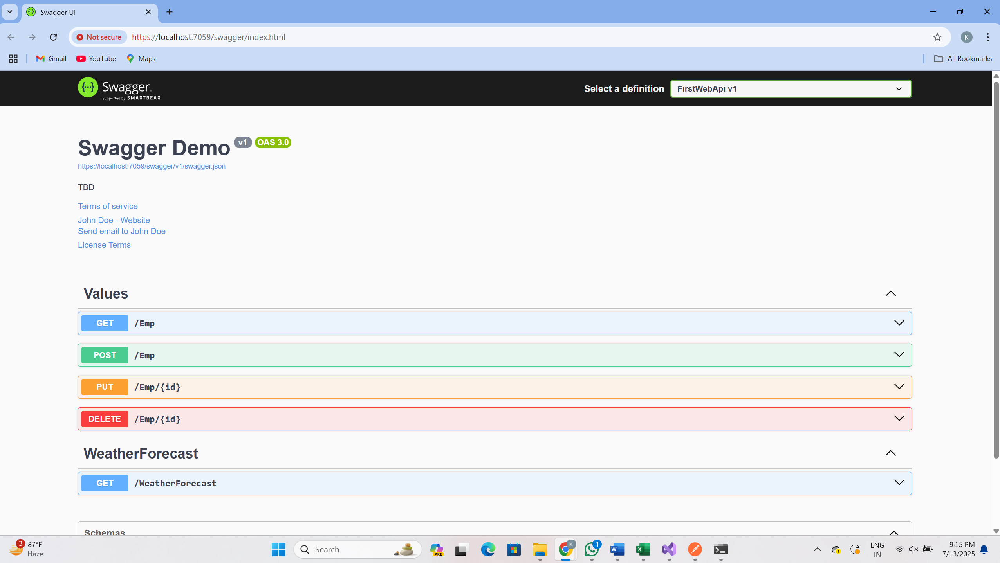 Swagger UI
Not secure https://localhost:7059/swagger/index.html K
Gmail YouTube Maps All Bookmarks
{···} Swagger™
Supported by SMARTBEAR
Select a definition FirstWebApi v1
Swagger Demo v1 OAS 3.0
https://localhost:7059/swagger/v1/swagger.json
TBD
Terms of service
John Doe - Website
Send email to John Doe
License Terms
Values
GET /Emp
POST /Emp
PUT /Emp/{id}
DELETE /Emp/{id}
WeatherForecast
GET /WeatherForecast
Schemas
3 87°F
Haze
Search
PRE
K
1
W
X
ENG
IN
9:15 PM
7/13/2025